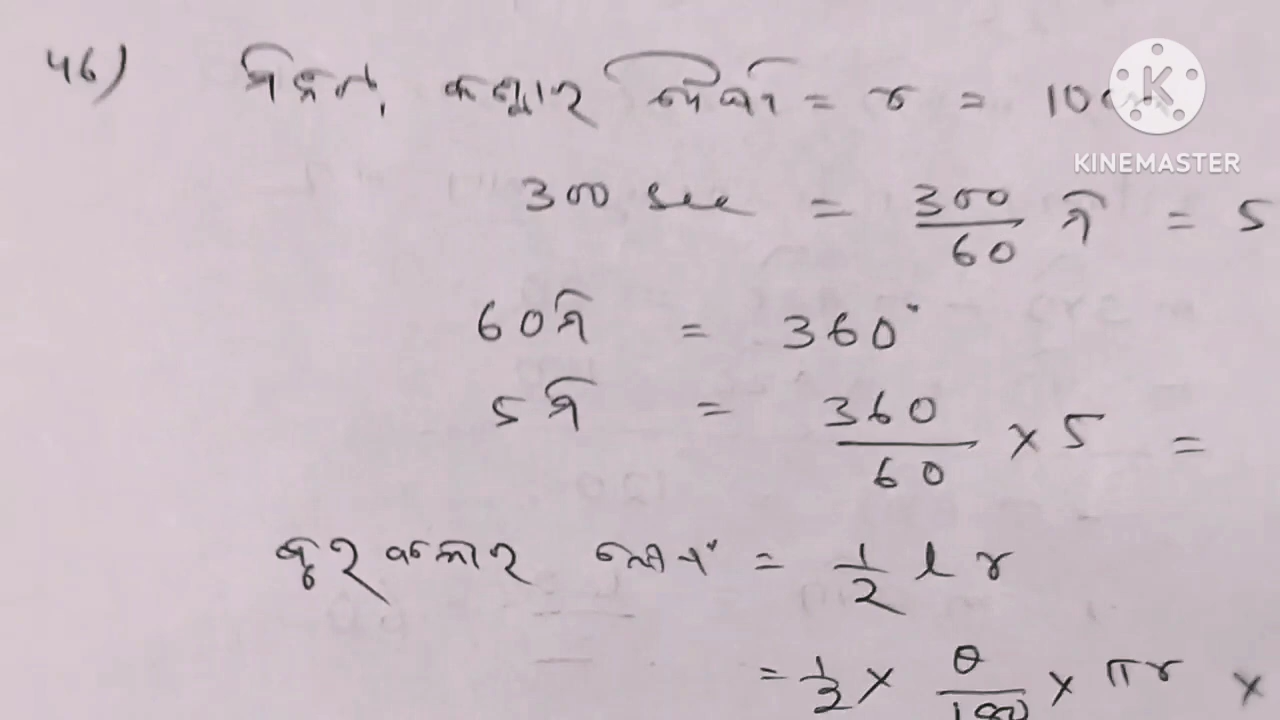 46) ମିନିଟ୍ କଣ୍ଟାର ଦୈର୍ଘ୍ୟ = r = 10
K
KINEMASTER
300 sec = 300/60 ମି = 5
60ମି = 360°
5ମି = 360/60 × 5 =
ବୃତ୍ତକଳାର = 1/2 l r
= 1/2 × θ/180 × πr ×